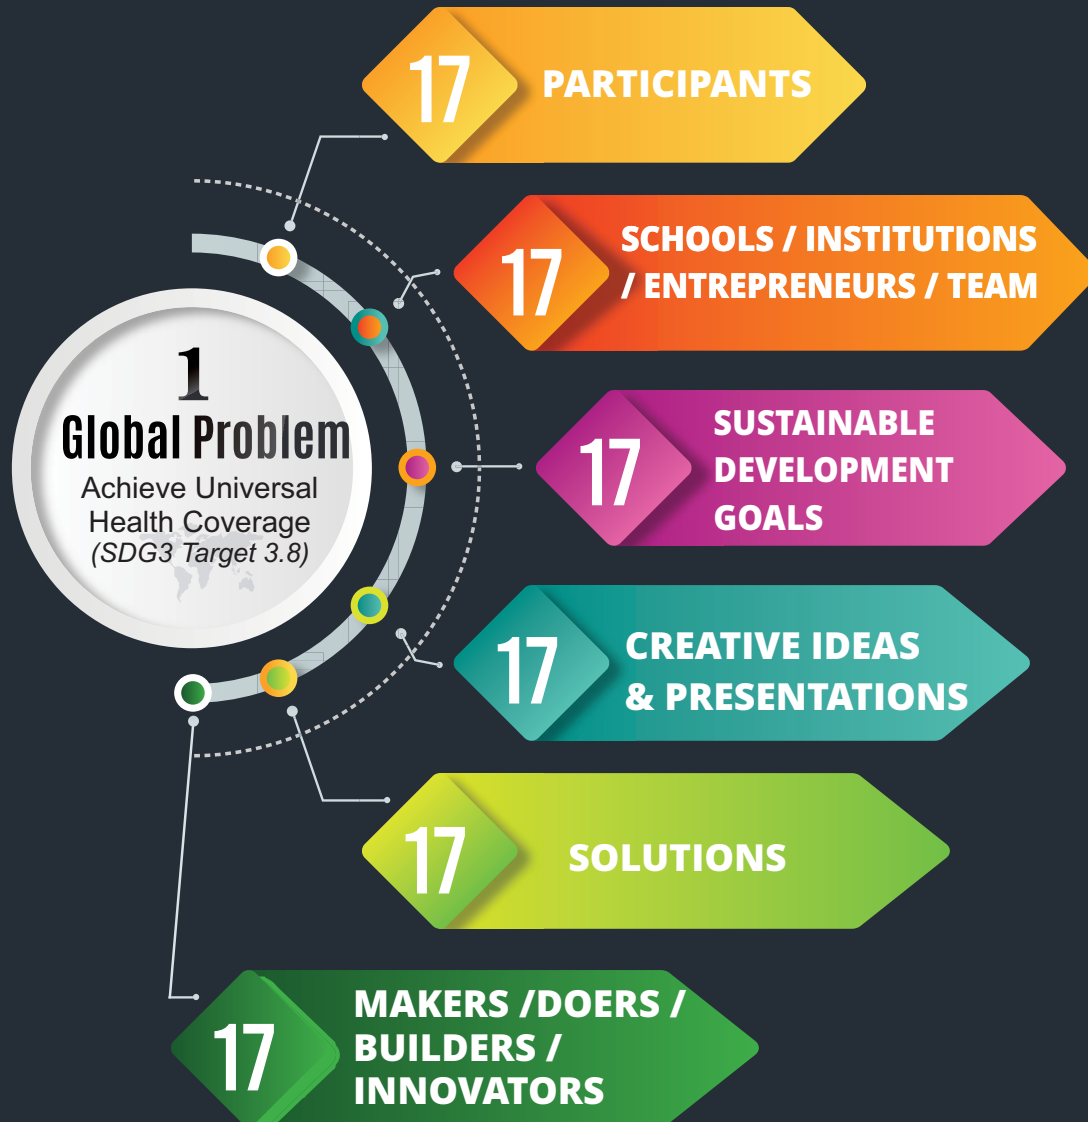 17
PARTICIPANTS
17
SCHOOLS / INSTITUTIONS
/ ENTREPRENEURS / TEAM
1
Global Problem
Achieve Universal
Health Coverage
(SDG3 Target 3.8)
17
SUSTAINABLE
DEVELOPMENT
GOALS
17
CREATIVE IDEAS
& PRESENTATIONS
17
SOLUTIONS
17
MAKERS /DOERS /
BUILDERS /
INNOVATORS